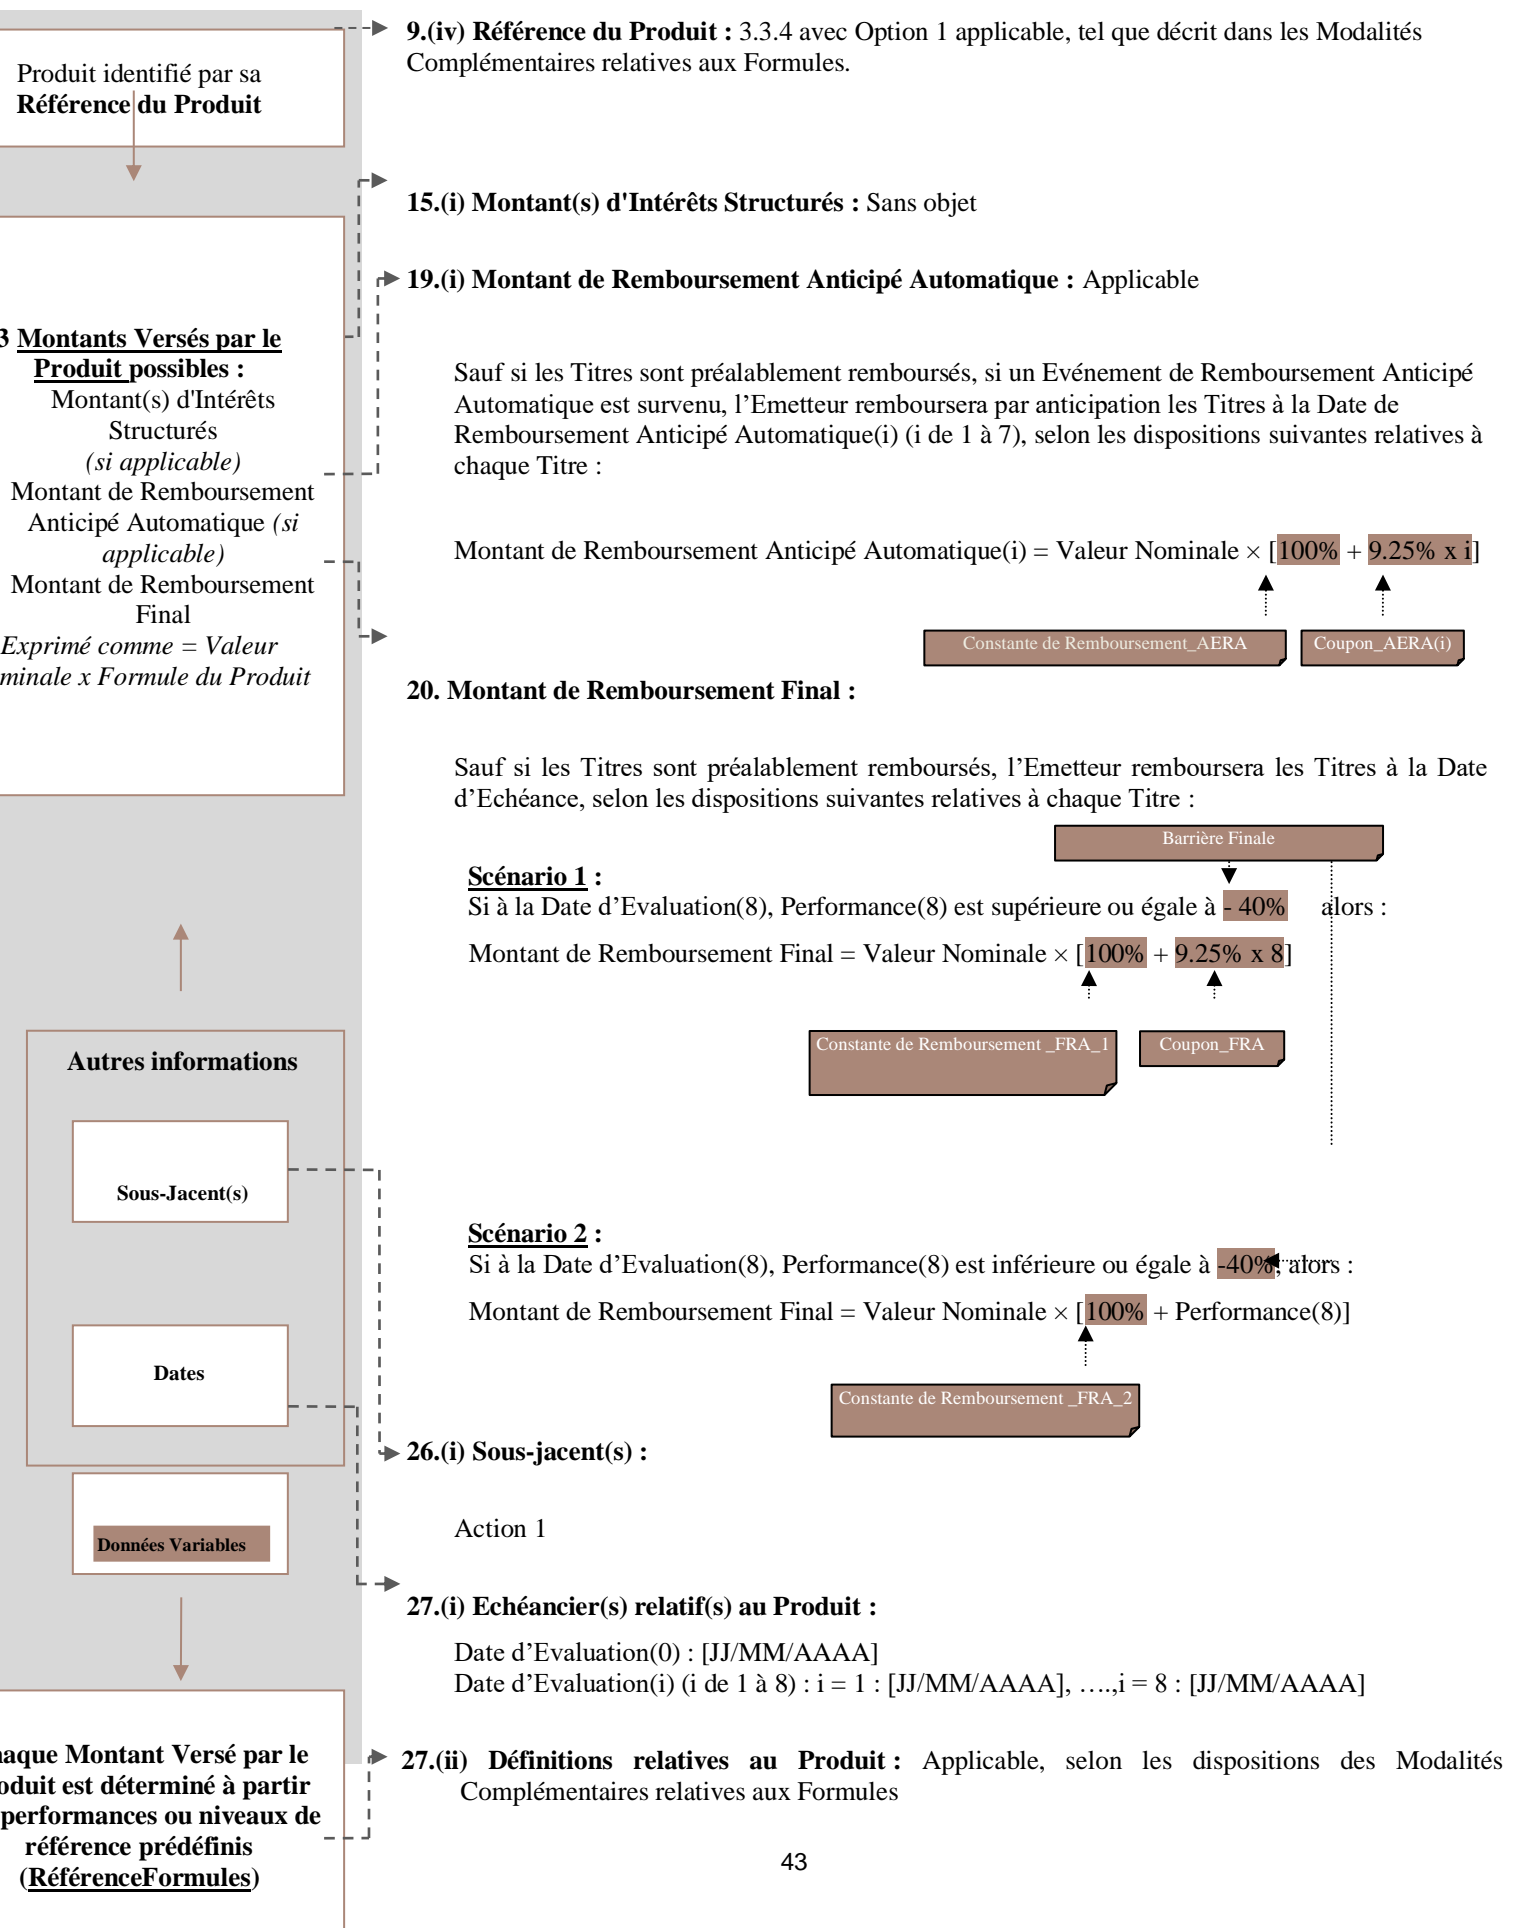 Produit identifié par sa
Référence du Produit
3 Montants Versés par le
Produit possibles :
Montant(s) d'Intérêts
Structurés
(si applicable)
Montant de Remboursement
Anticipé Automatique (si
applicable)
Montant de Remboursement
Final
Exprimé comme = Valeur
minale x Formule du Produit
Autres informations
Sous-Jacent(s)
Dates
Données Variables
aque Montant Versé par le
oduit est déterminé à partir
performances ou niveaux de
référence prédéfinis
(RéférenceFormules)
9.(iv) Référence du Produit : 3.3.4 avec Option 1 applicable, tel que décrit dans les Modalités
Complémentaires relatives aux Formules.
15.(i) Montant(s) d'Intérêts Structurés : Sans objet
19.(i) Montant de Remboursement Anticipé Automatique : Applicable
Sauf si les Titres sont préalablement remboursés, si un Evénement de Remboursement Anticipé
Automatique est survenu, l’Emetteur remboursera par anticipation les Titres à la Date de
Remboursement Anticipé Automatique(i) (i de 1 à 7), selon les dispositions suivantes relatives à
chaque Titre :
Montant de Remboursement Anticipé Automatique(i) = Valeur Nominale × [100% + 9.25% x i]
Constante de Remboursement_AERA
Coupon_AERA(i)
20. Montant de Remboursement Final :
Sauf si les Titres sont préalablement remboursés, l’Emetteur remboursera les Titres à la Date
d’Echéance, selon les dispositions suivantes relatives à chaque Titre :
Barrière Finale
Scénario 1 :
Si à la Date d’Evaluation(8), Performance(8) est supérieure ou égale à - 40% alors :
Montant de Remboursement Final = Valeur Nominale × [100% + 9.25% x 8]
Constante de Remboursement _FRA_1
Coupon_FRA
Scénario 2 :
Si à la Date d’Evaluation(8), Performance(8) est inférieure ou égale à -40%, alors :
Montant de Remboursement Final = Valeur Nominale × [100% + Performance(8)]
Constante de Remboursement _FRA_2
26.(i) Sous-jacent(s) :
Action 1
27.(i) Echéancier(s) relatif(s) au Produit :
Date d’Evaluation(0) : [JJ/MM/AAAA]
Date d’Evaluation(i) (i de 1 à 8) : i = 1 : [JJ/MM/AAAA], ….,i = 8 : [JJ/MM/AAAA]
27.(ii) Définitions relatives au Produit : Applicable, selon les dispositions des Modalités
Complémentaires relatives aux Formules
43